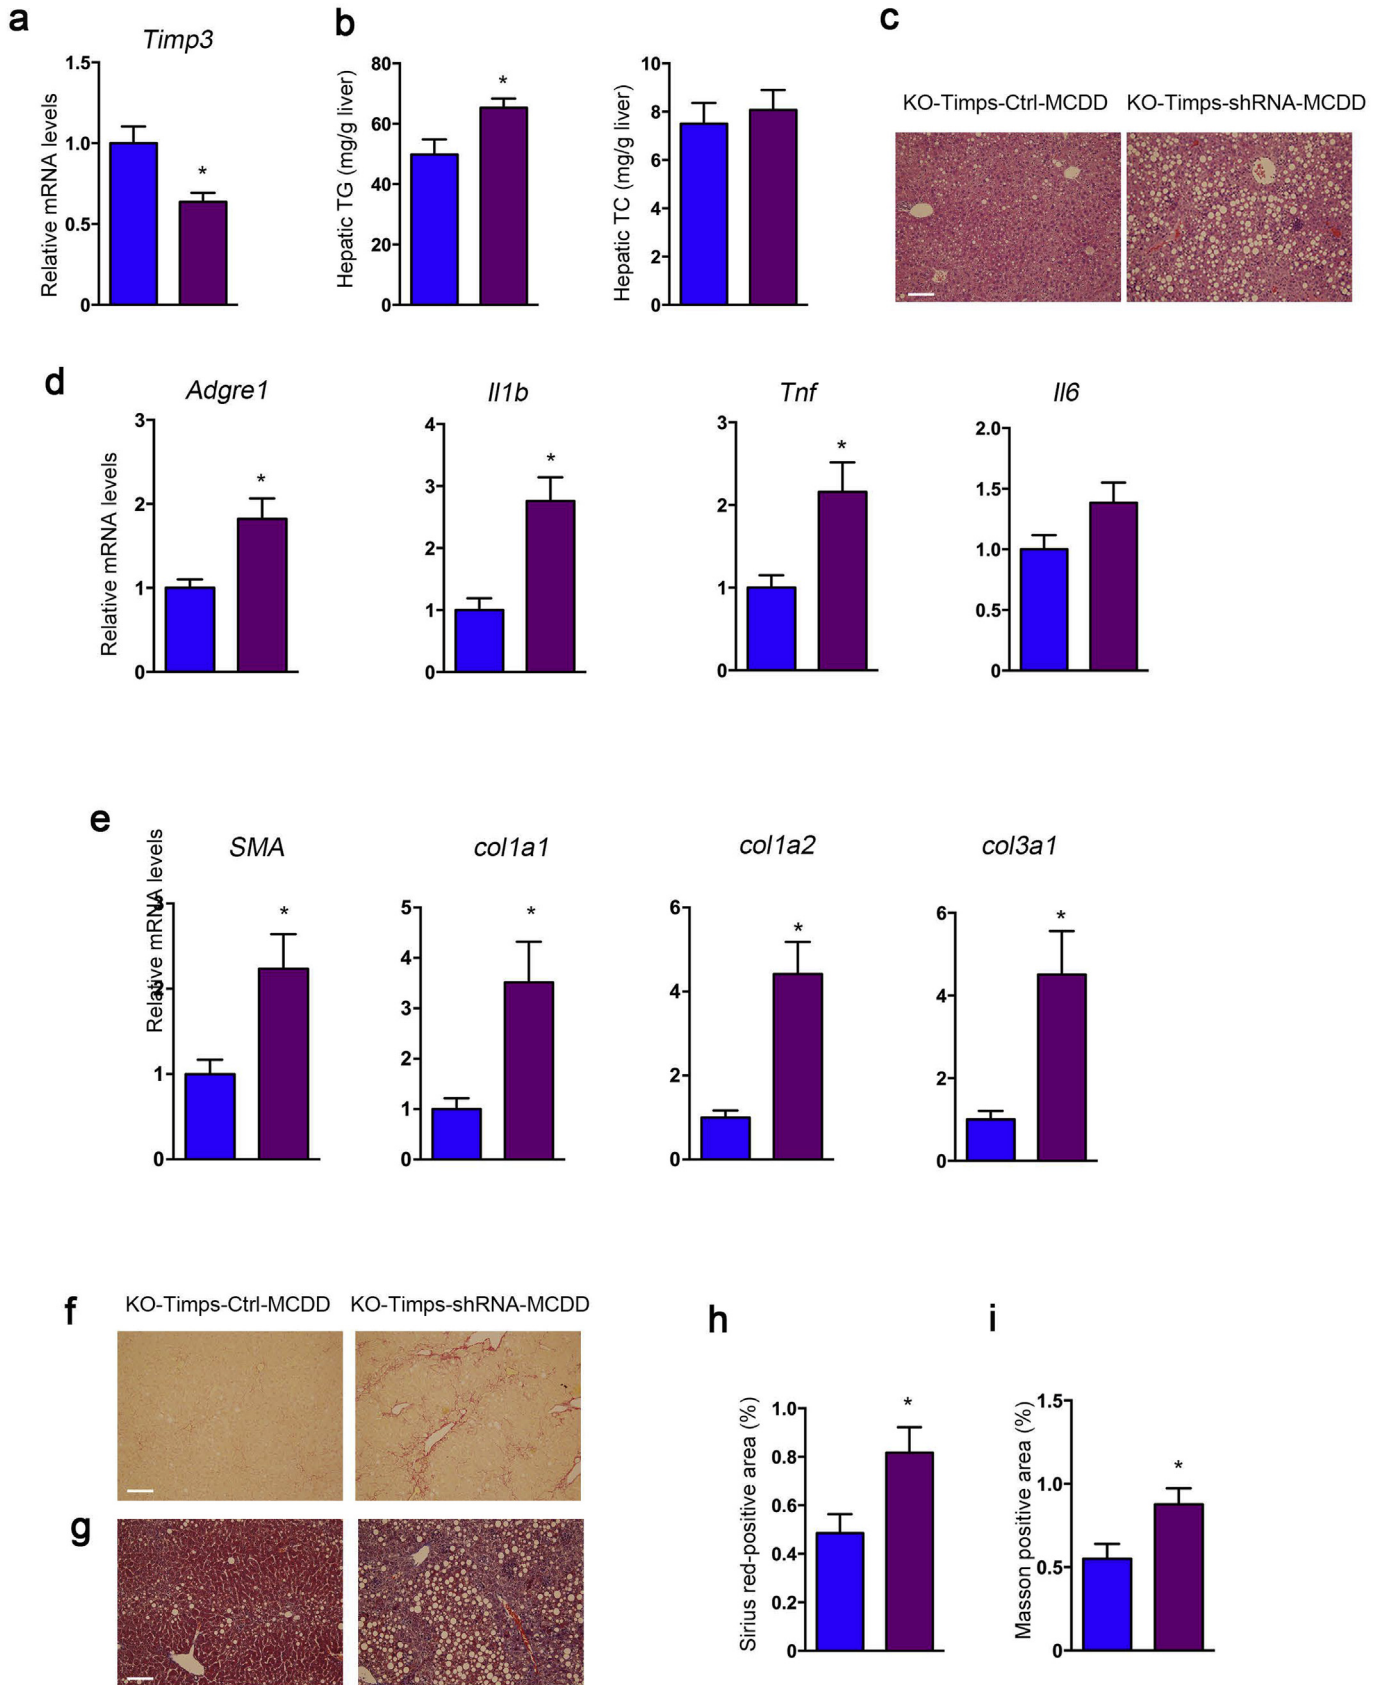 a
Timp3
Relative mRNA levels
1.5
1.0
0.5
0
*
b
Hepatic TG (mg/g liver)
80
60
40
20
0
*
Hepatic TC (mg/g liver)
10
8
6
4
2
0
c
KO-Timps-Ctrl-MCDD
KO-Timps-shRNA-MCDD
d
Adgre1
Relative mRNA levels
3
2
1
0
*
Il1b
4
3
2
1
0
*
Tnf
3
2
1
0
*
Il6
2.0
1.5
1.0
0.5
0
e
SMA
Relative mRNA levels
3
2
1
0
*
col1a1
5
4
3
2
1
0
*
col1a2
6
4
2
0
*
col3a1
6
4
2
0
*
f
KO-Timps-Ctrl-MCDD
KO-Timps-shRNA-MCDD
g
h
Sirius red-positive area (%)
1.0
0.8
0.6
0.4
0.2
0
*
i
Masson positive area (%)
1.5
1.0
0.5
0
*